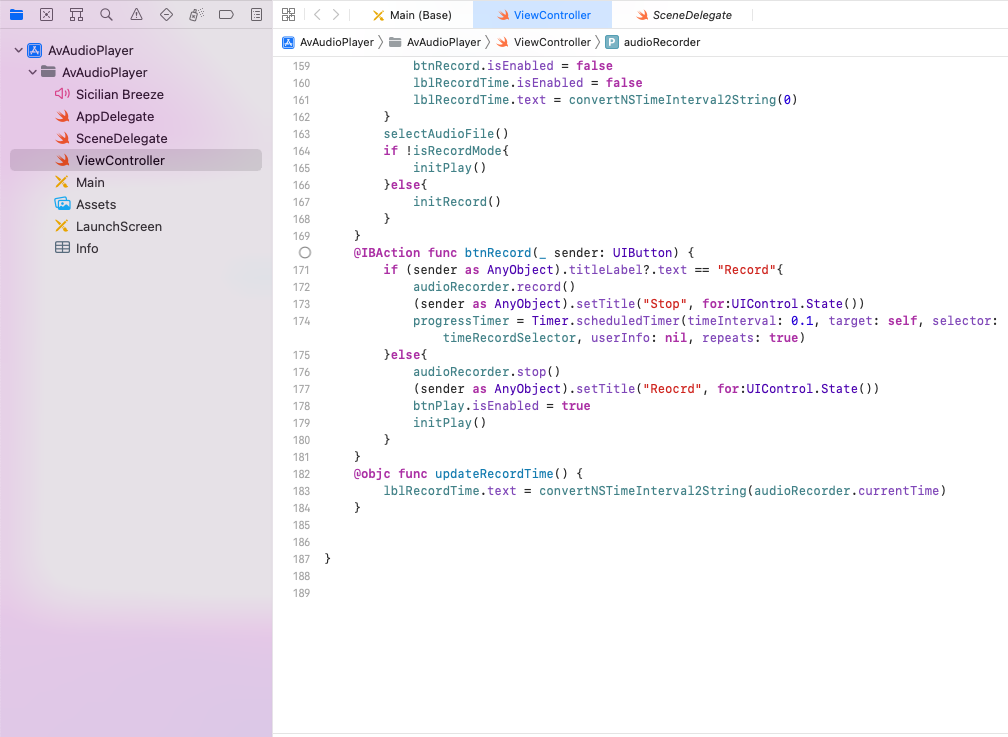 Main (Base)
ViewController
SceneDelegate
AvAudioPlayer
AvAudioPlayer
Sicilian Breeze
AppDelegate
SceneDelegate
ViewController
Main
Assets
LaunchScreen
Info
AvAudioPlayer
AvAudioPlayer
ViewController
P audioRecorder
159 btnRecord.isEnabled = false
160 lblRecordTime.isEnabled = false
161 lblRecordTime.text = convertNSTimeInterval2String(0)
162 }
163 selectAudioFile()
164 if !isRecordMode{
165 initPlay()
166 }else{
167 initRecord()
168 }
169 }
@IBAction func btnRecord(_ sender: UIButton) {
171 if (sender as AnyObject).titleLabel?.text == "Record"{
172 audioRecorder.record()
173 (sender as AnyObject).setTitle("Stop", for:UIControl.State())
174 progressTimer = Timer.scheduledTimer(timeInterval: 0.1, target: self, selector:
timeRecordSelector, userInfo: nil, repeats: true)
175 }else{
176 audioRecorder.stop()
177 (sender as AnyObject).setTitle("Reocrd", for:UIControl.State())
178 btnPlay.isEnabled = true
179 initPlay()
180 }
181 }
182 @objc func updateRecordTime() {
183 lblRecordTime.text = convertNSTimeInterval2String(audioRecorder.currentTime)
184 }
185
186
187 }
188
189